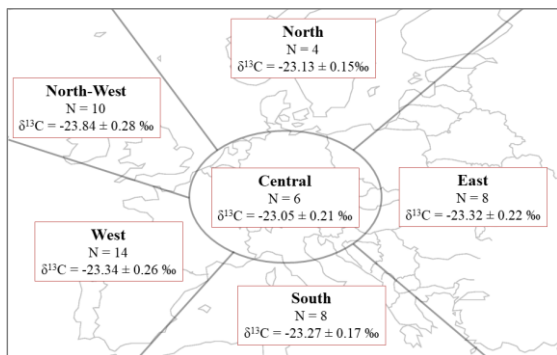 North
N = 4
δ¹³C = -23.13 ± 0.15‰
North-West
N = 10
δ¹³C = -23.84 ± 0.28 ‰
Central
N = 6
δ¹³C = -23.05 ± 0.21 ‰
East
N = 8
δ¹³C = -23.32 ± 0.22 ‰
West
N = 14
δ¹³C = -23.34 ± 0.26 ‰
South
N = 8
δ¹³C = -23.27 ± 0.17 ‰